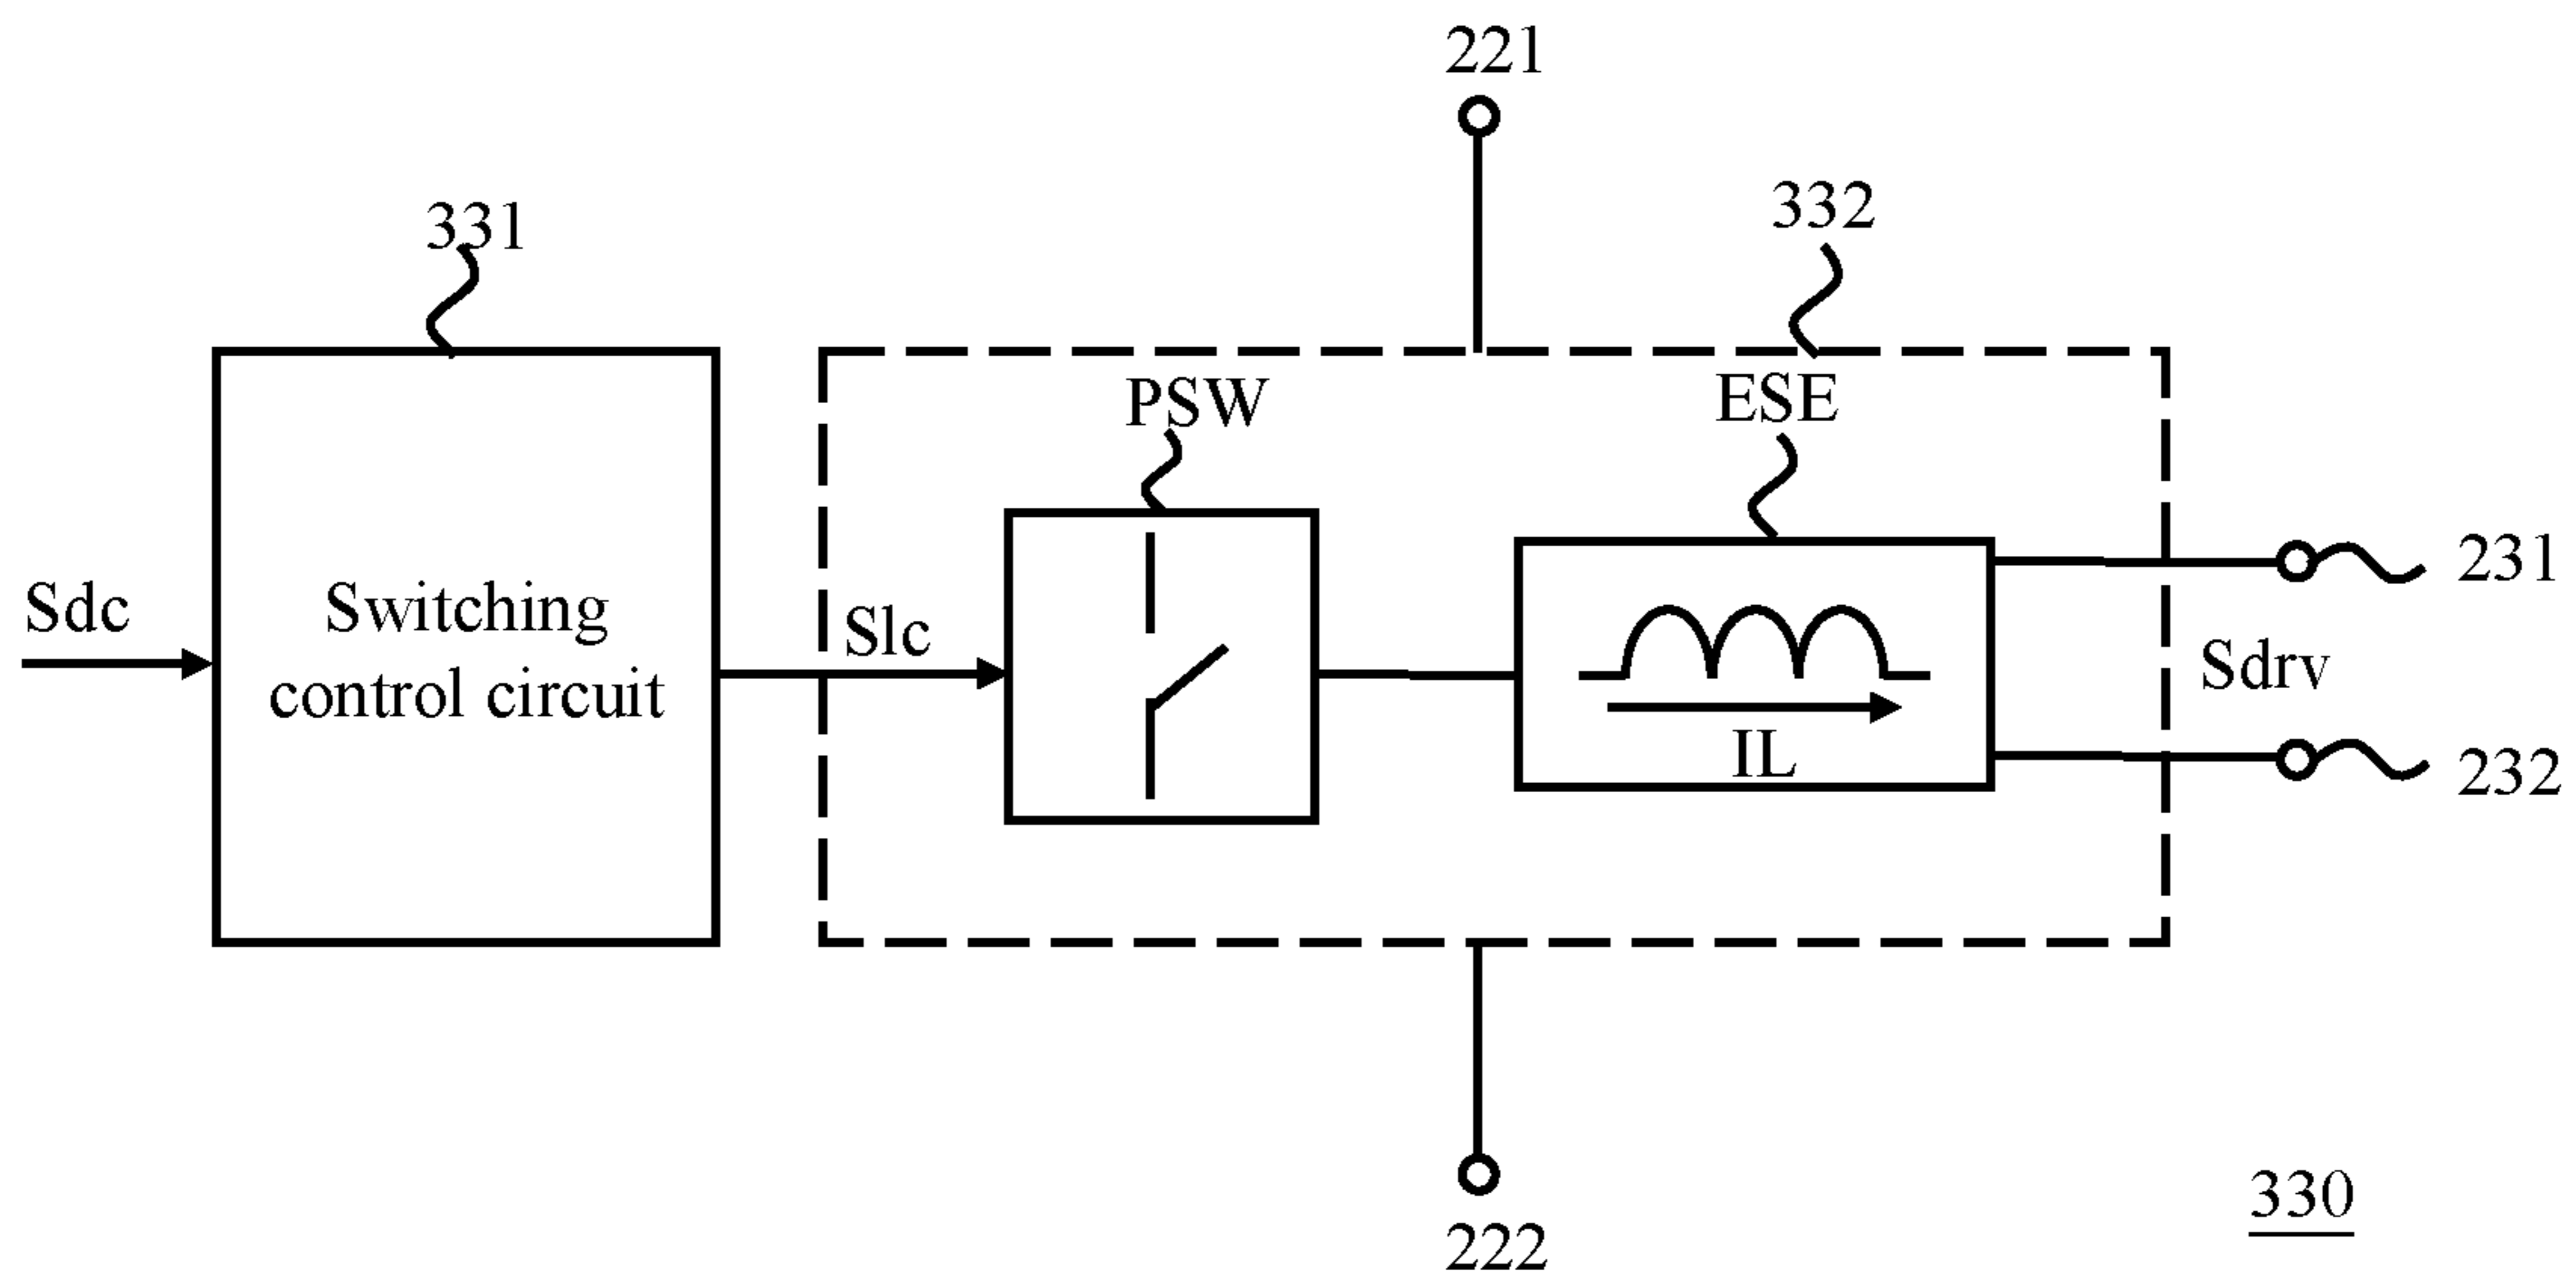 221
331
332
PSW
ESE
Sdc
Switching
control circuit
Slc
IL
231
Sdrv
232
222
330